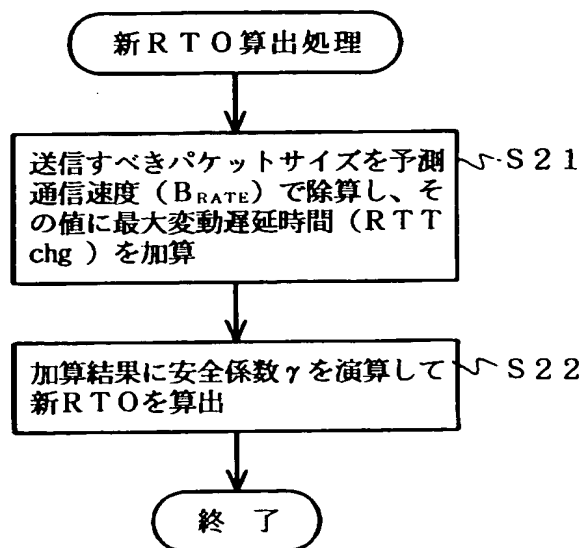 新RTO算出処理
送信すべきパケットサイズを予測
通信速度(BRATE)で除算し、そ
の値に最大変動遅延時間(RTT
chg)を加算
S21
加算結果に安全係数γを演算して
新RTOを算出
S22
終 了